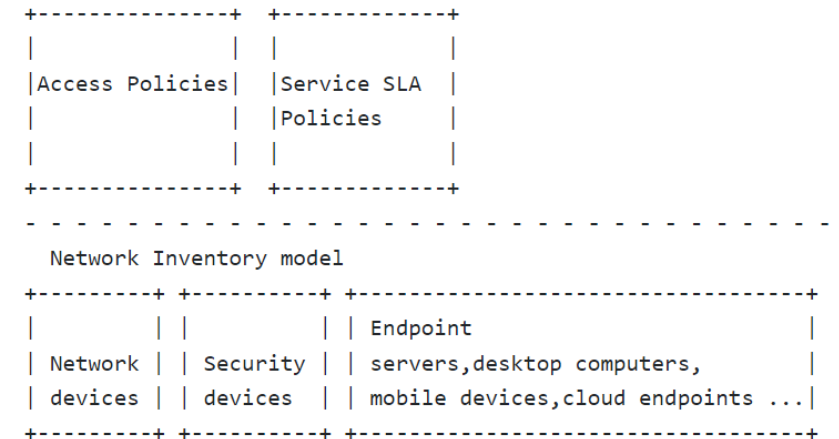 +---------------+  +-------------+
|               |  |             |
|Access Policies|  |Service SLA  |
|               |  |Policies     |
|               |  |             |
+---------------+  +-------------+
- - - - - - - - - - - - - - - - - - - - - - - - - - - - - - - -
  Network Inventory model
+---------+ +----------+ +-----------------------------------+
|         | |          | | Endpoint                          |
| Network | | Security | | servers,desktop computers,        |
| devices | | devices  | | mobile devices,cloud endpoints ...|
+---------+ +----------+ +-----------------------------------+